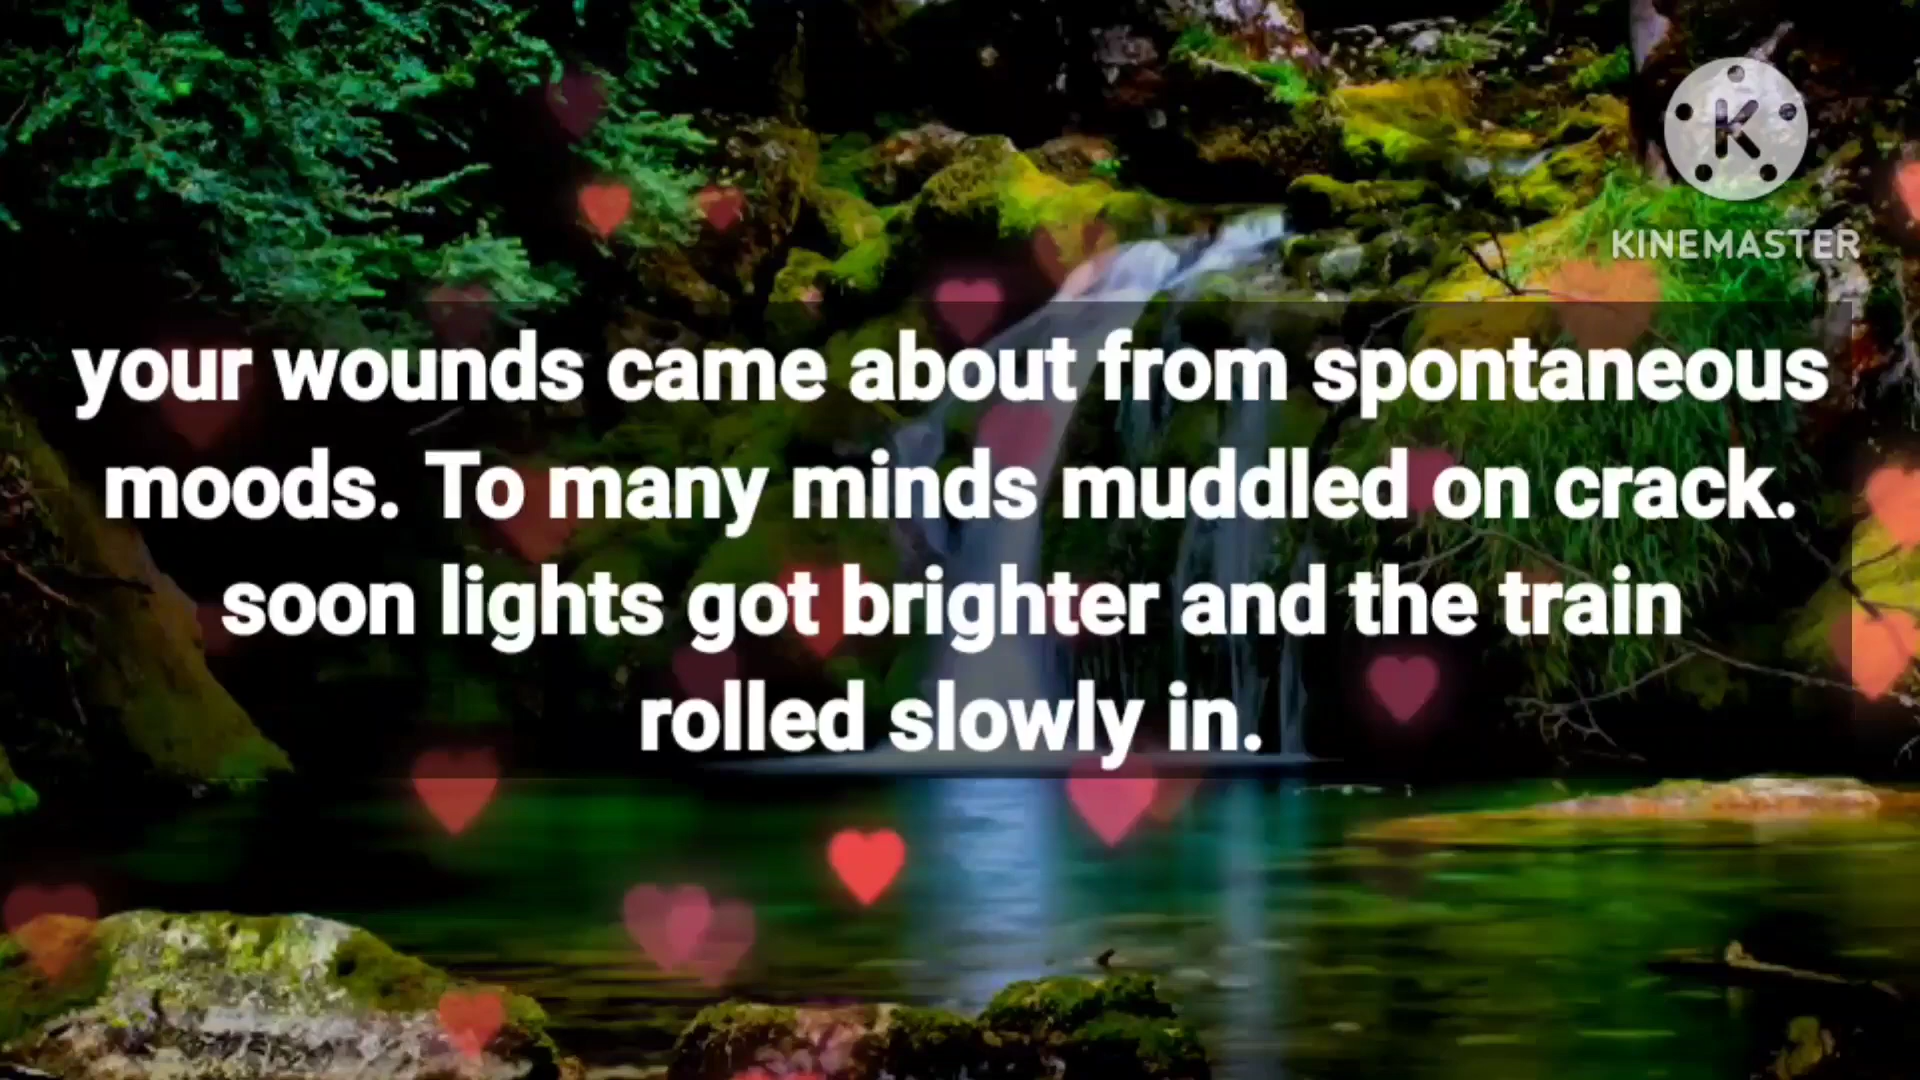 K
KINEMASTER
your wounds came about from spontaneous
moods. To many minds muddled on crack.
soon lights got brighter and the train
rolled slowly in.